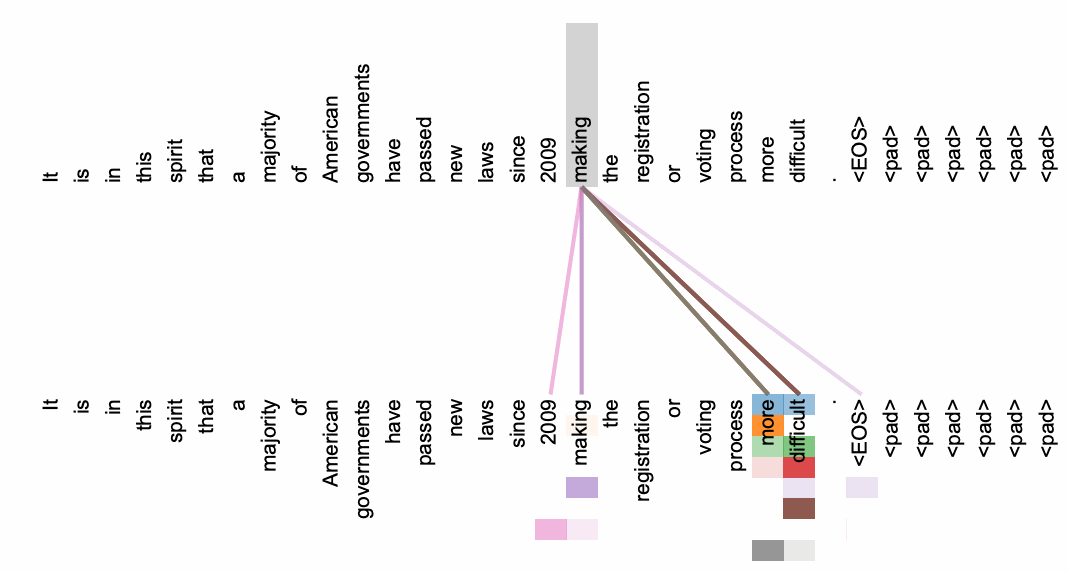 It is in this spirit that a majority of American governments have passed new laws since 2009 making the registration or voting process more difficult . <EOS> <pad> <pad> <pad> <pad> <pad> <pad>
It is in this spirit that a majority of American governments have passed new laws since 2009 making the registration or voting process more difficult . <EOS> <pad> <pad> <pad> <pad> <pad> <pad>